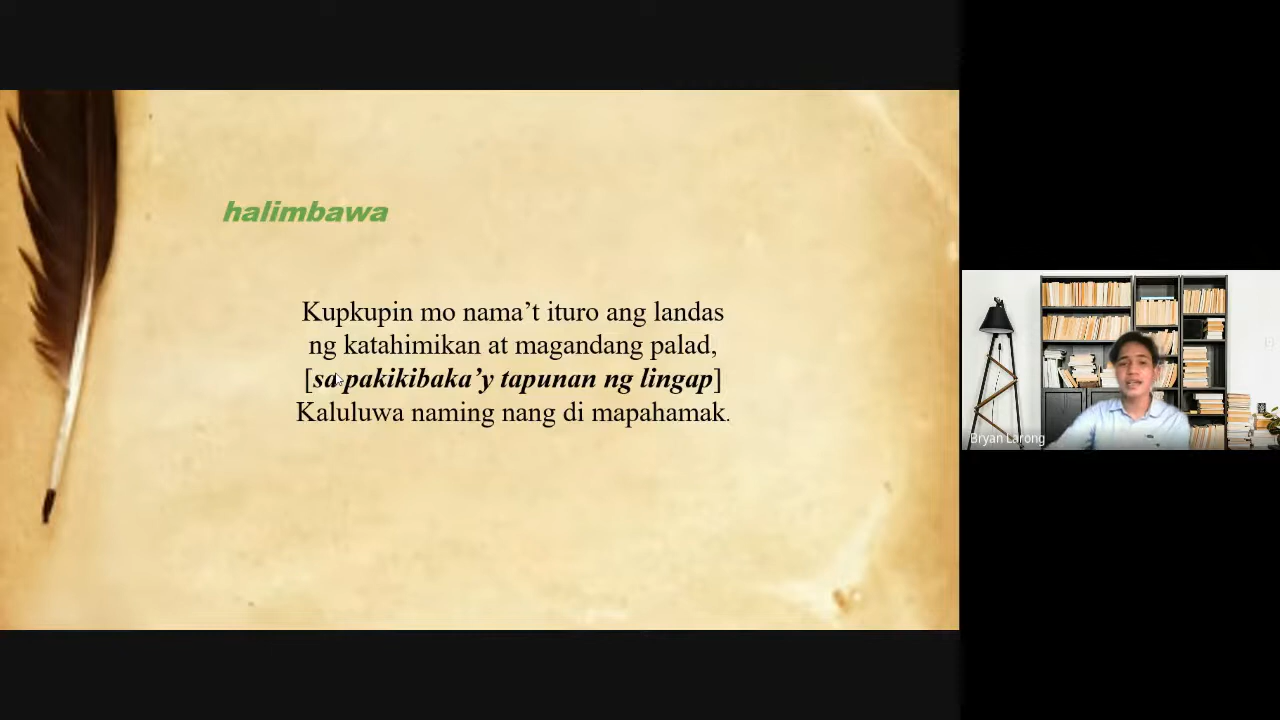 halimbawa
Kupkupin mo nama’t ituro ang landas
ng katahimikan at magandang palad,
[sa pakikibaka’y tapunan ng lingap]
Kaluluwa naming nang di mapahamak.
Bryan Larong